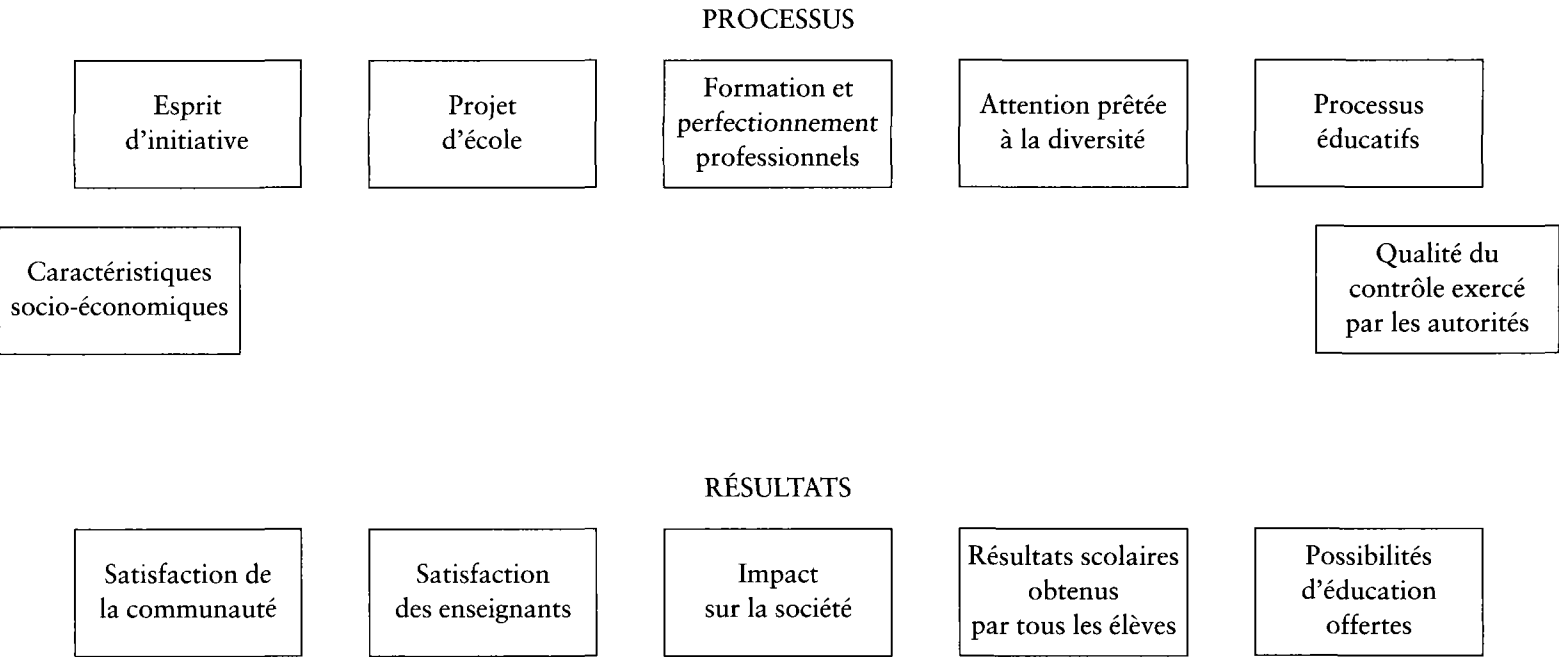 PROCESSUS
Esprit
d'initiative
Projet
d'école
Formation et
perfectionnement
professionnels
Attention prêtée
à la diversité
Processus
éducatifs
Caractéristiques
socio-économiques
Qualité du
contrôle exercé
par les autorités
RÉSULTATS
Satisfaction de
la communauté
Satisfaction
des enseignants
Impact
sur la société
Résultats scolaires
obtenus
par tous les élèves
Possibilités
d'éducation
offertes